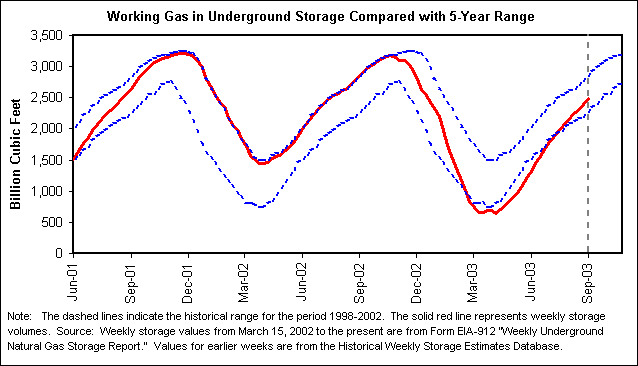 Working Gas in Underground Storage Compared with 5-Year Range
Billion Cubic Feet
3,500
3,000
2,500
2,000
1,500
1,000
500
0
Jun-01
Sep-01
Dec-01
Mar-02
Jun-02
Sep-02
Dec-02
Mar-03
Jun-03
Sep-03
Note: The dashed lines indicate the historical range for the period 1998-2002. The solid red line represents weekly storage
volumes. Source: Weekly storage values from March 15, 2002 to the present are from Form EIA-912 "Weekly Underground
Natural Gas Storage Report." Values for earlier weeks are from the Historical Weekly Storage Estimates Database.